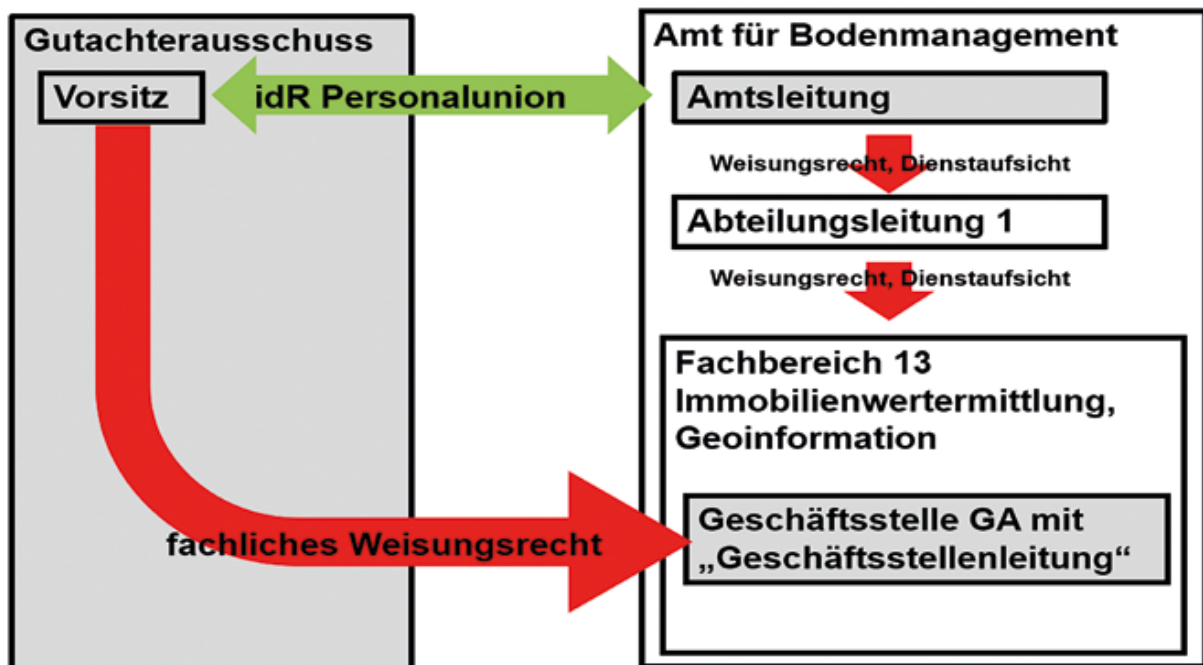 Gutachterausschuss
Vorsitz
idR Personalunion
fachliches Weisungsrecht
Amt für Bodenmanagement
Amtsleitung
Weisungsrecht, Dienstaufsicht
Abteilungsleitung 1
Weisungsrecht, Dienstaufsicht
Fachbereich 13
Immobilienwertermittlung,
Geoinformation
Geschäftsstelle GA mit
„Geschäftsstellenleitung“